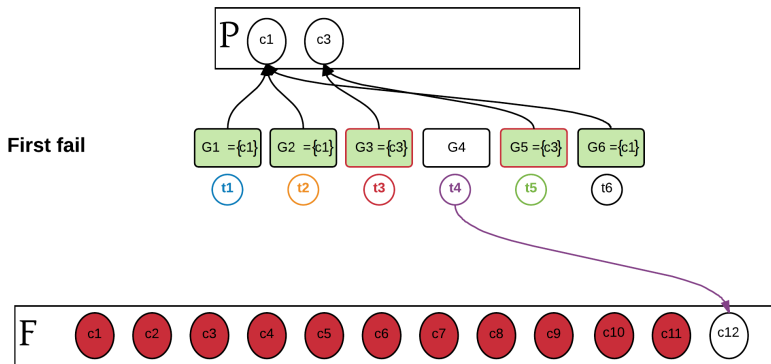 P c1 c3
First fail G1 ={c1} G2 ={c1} G3 ={c3} G4 G5 ={c3} G6 ={c1}
t1 t2 t3 t4 t5 t6
F c1 c2 c3 c4 c5 c6 c7 c8 c9 c10 c11 c12